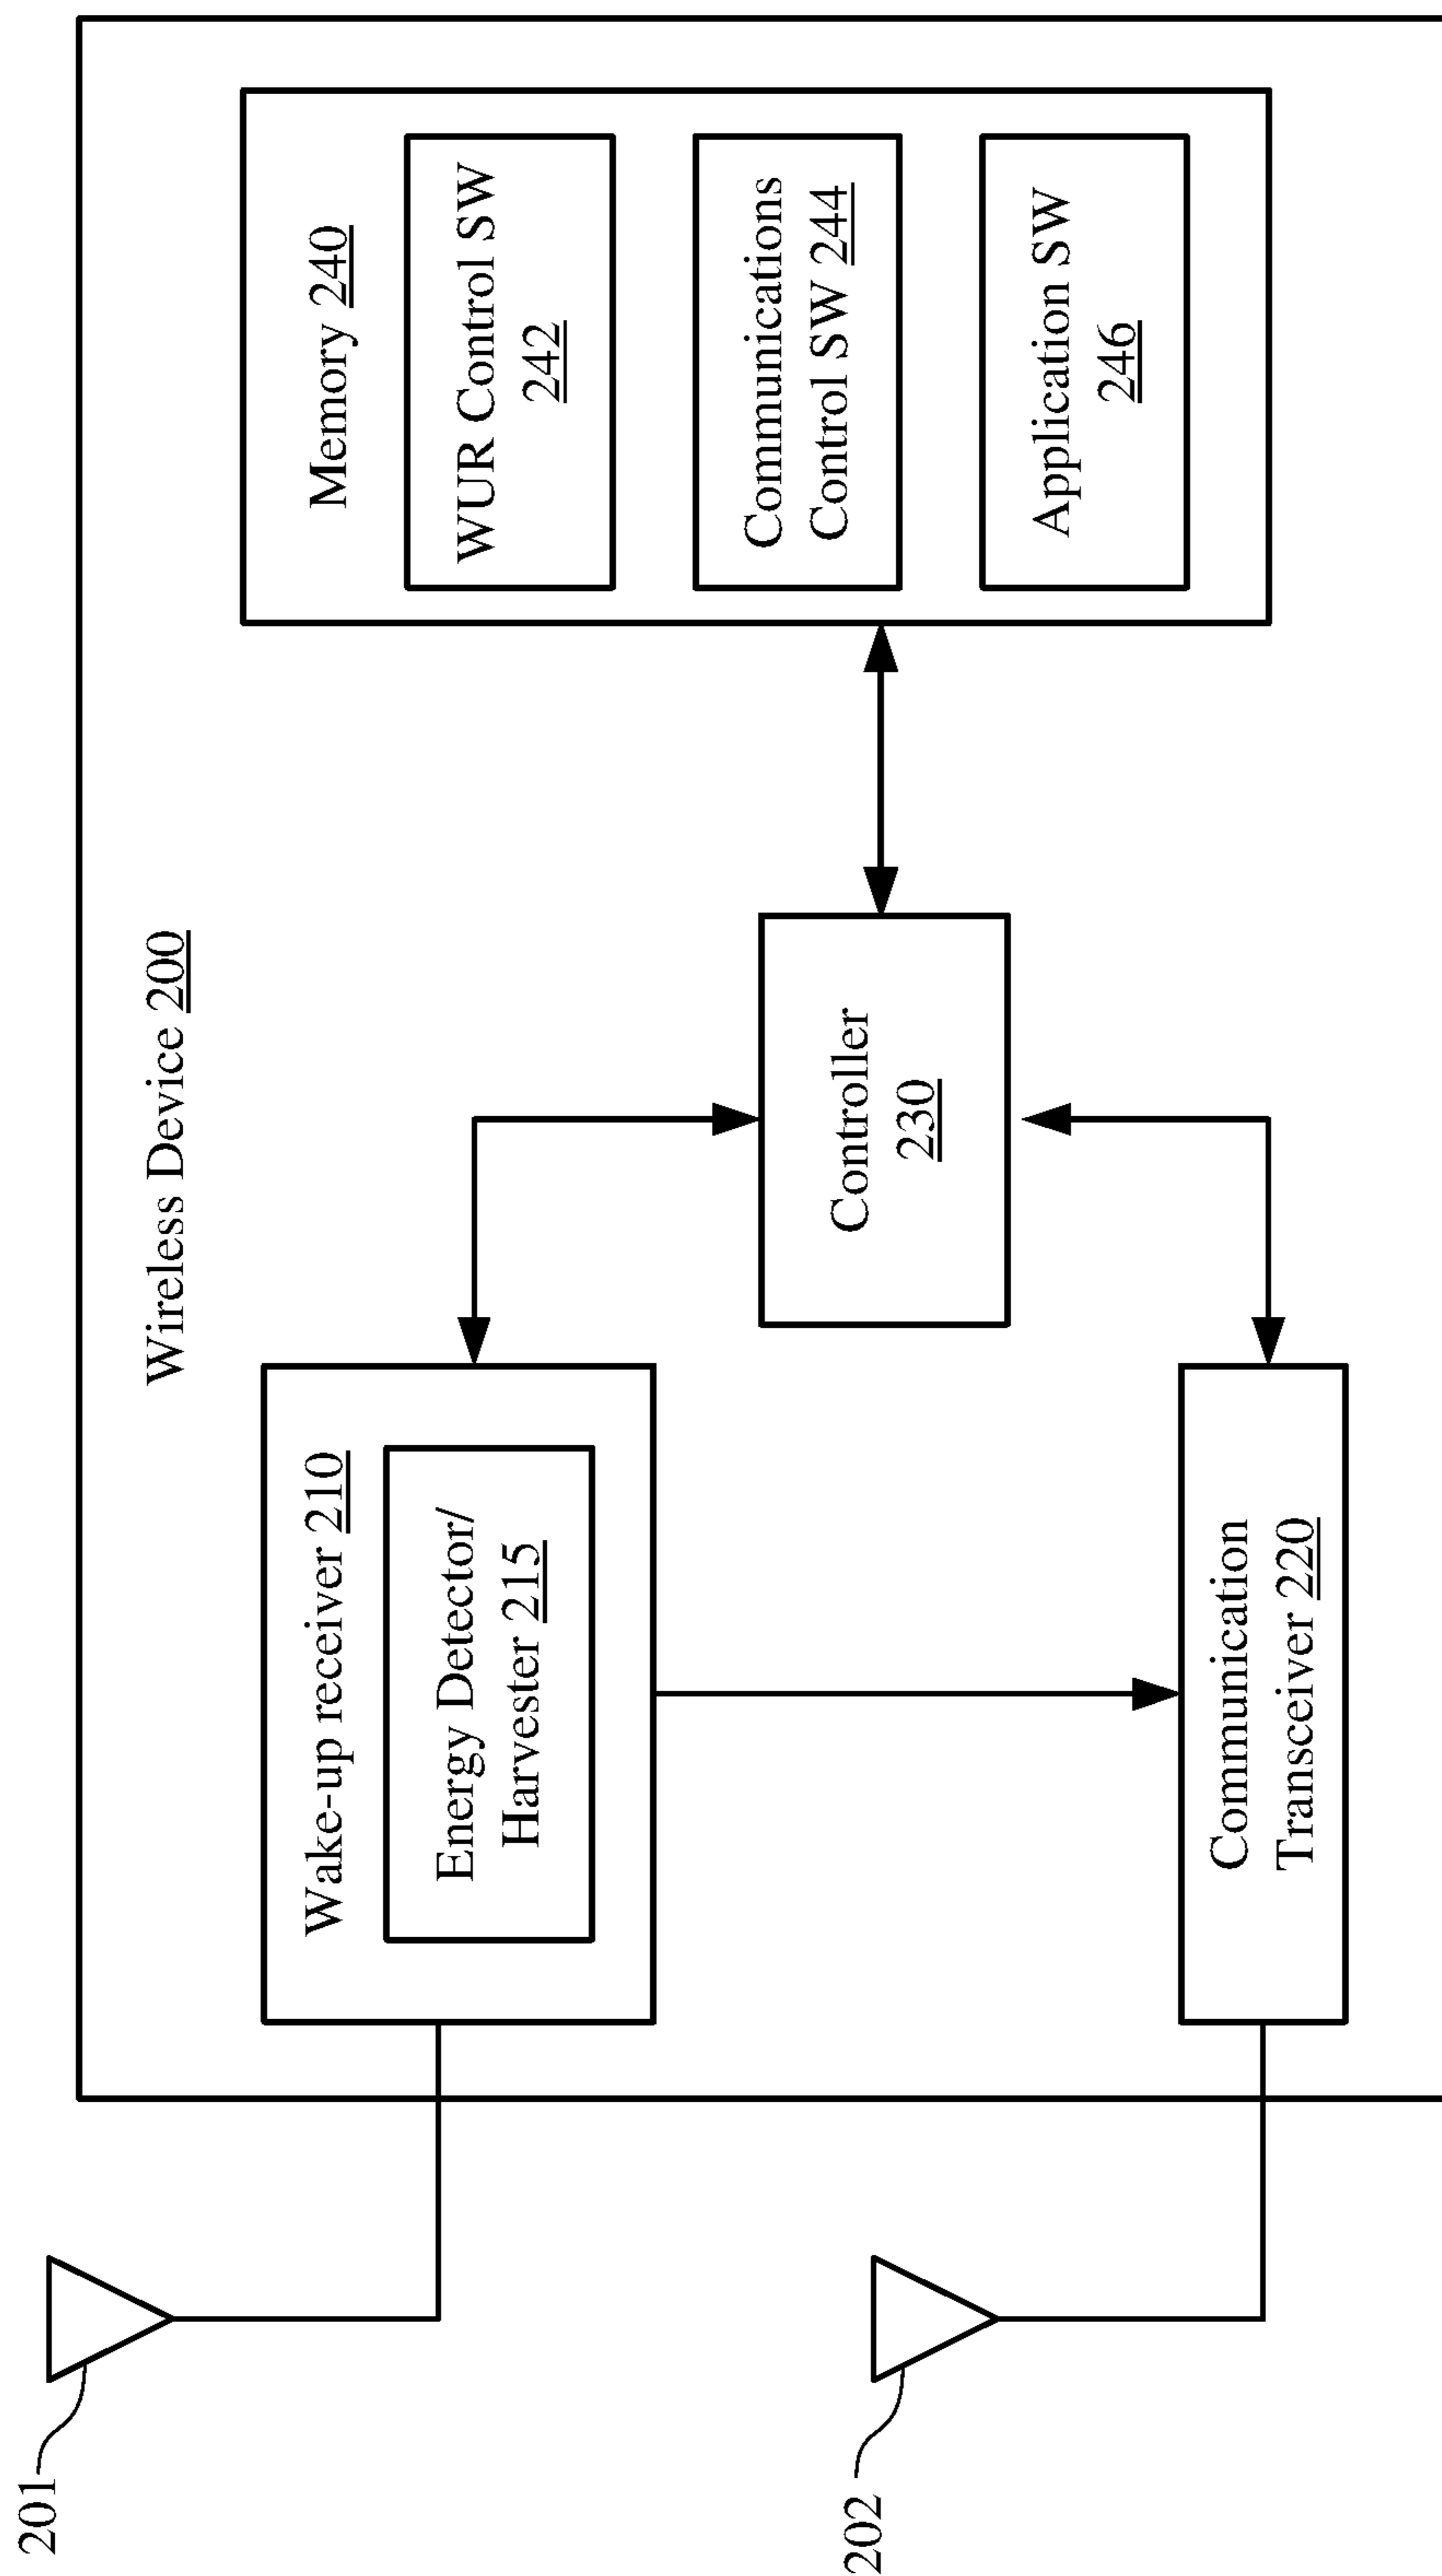 Wireless Device 200
201
Wake-up receiver 210
Energy Detector/
Harvester 215
Memory 240
WUR Control SW
242
Communications
Control SW 244
Application SW
246
Controller
230
202
Communication
Transceiver 220